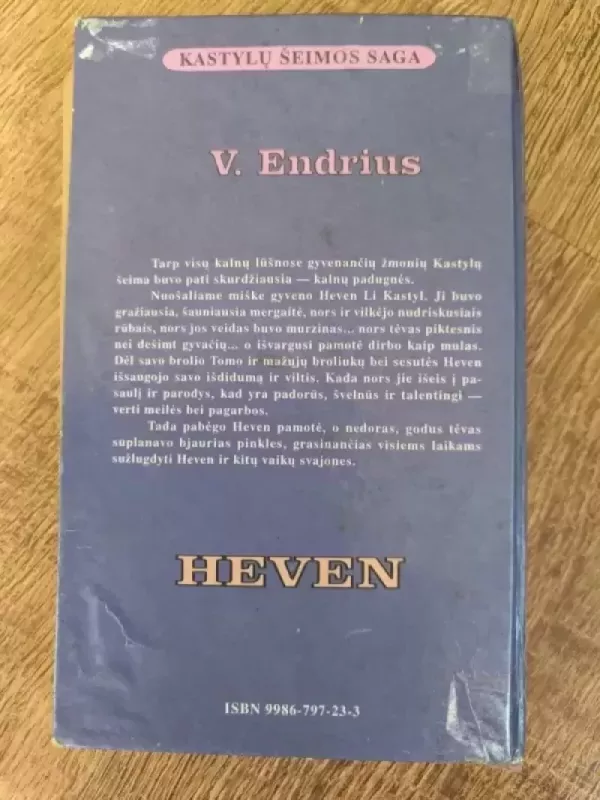 KASTYLŲ ŠEIMOS SAGA
V. Endrius
Tarp visų kalnų lūšnose gyvenančių žmonių Kastylų
šeima buvo pati skurdžiausia — kalnų padugnės.
Nuošaliame miške gyveno Heven Li Kastyl. Ji buvo
gražiausia, šauniausia mergaitė, nors ir vilkėjo nudriskusiais
rūbais, nors jos veidas buvo murzinas... nors tėvas piktesnis
nei dešimt gyvačių... o išvargusi pamotė dirbo kaip mulas.
Dėl savo brolio Tomo ir mažųjų broliukų bei sesutės Heven
išsaugojo savo išdidumą ir viltis. Kada nors jie išeis į pa-
saulį ir parodys, kad yra padorūs, švelnūs ir talentingi —
verti meilės bei pagarbos.
Tada pabėgo Heven pamotė, o nedoras, godus tėvas
suplanavo bjaurias pinkles, grasinančias visiems laikams
sužlugdyti Heven ir kitų vaikų svajones.
HEVEN
ISBN 9986-797-23-3